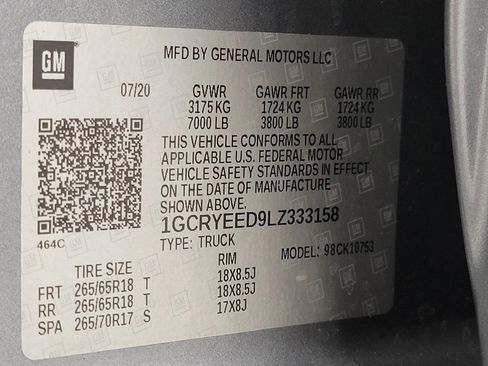 GM
MFD BY GENERAL MOTORS LLC
07/20 GVWR GAWR FRT GAWR RR
3175 KG 1724 KG 1724 KG
7000 LB 3800 LB 3800 LB
THIS VEHICLE CONFORMS TO ALL
APPLICABLE U.S. FEDERAL MOTOR
VEHICLE SAFETY STANDARDS IN EFFECT
ON THE DATE OF MANUFACTURE
SHOWN ABOVE.
1GCRYEED9LZ333158
464C
TYPE: TRUCK MODEL: 98CK10753
TIRE SIZE RIM
FRT 265/65R18 T 18X8.5J
RR 265/65R18 T 18X8.5J
SPA 265/70R17 S 17X8J